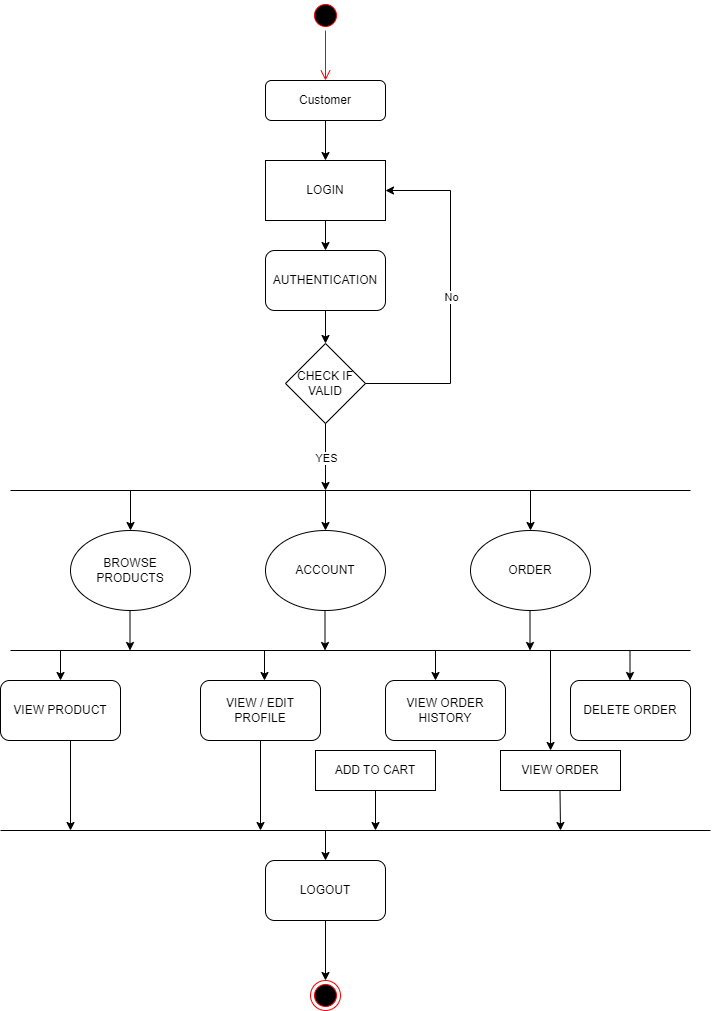 Customer
LOGIN
AUTHENTICATION
No
CHECK IF
VALID
YES
BROWSE
PRODUCTS
ACCOUNT
ORDER
VIEW PRODUCT
VIEW / EDIT
PROFILE
VIEW ORDER
HISTORY
DELETE ORDER
ADD TO CART
VIEW ORDER
LOGOUT